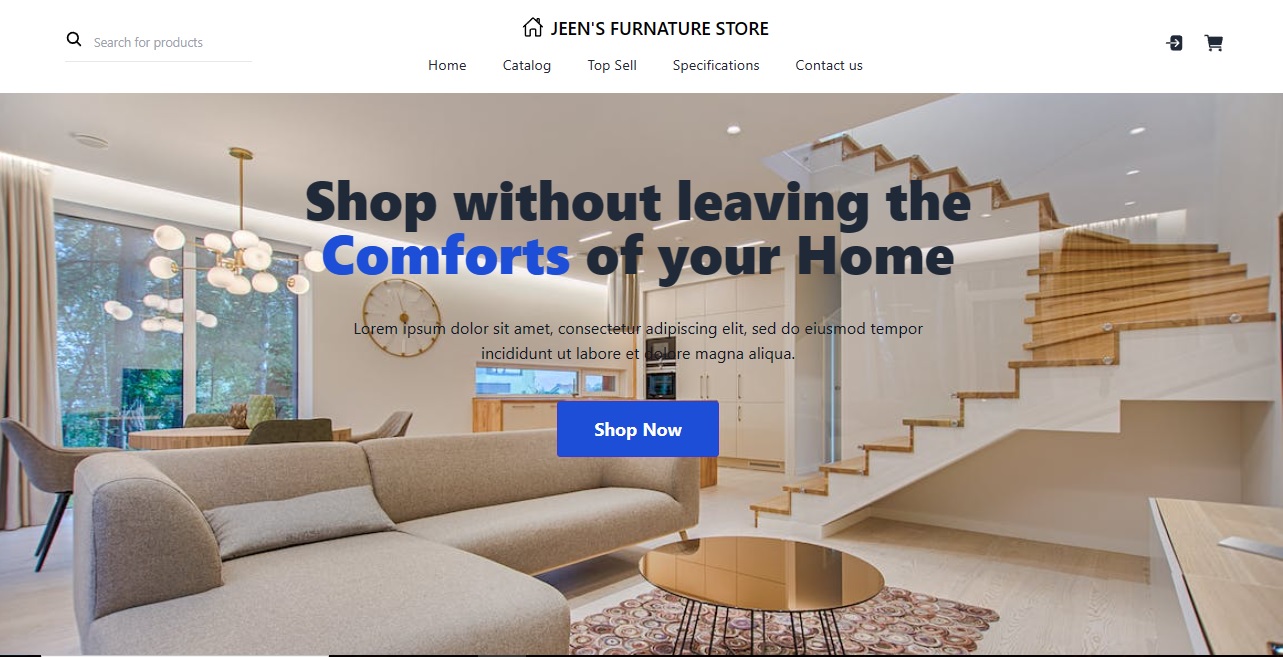 Search for products
JEEN'S FURNATURE STORE
Home Catalog Top Sell Specifications Contact us
Shop without leaving the
Comforts of your Home
Lorem ipsum dolor sit amet, consectetur adipiscing elit, sed do eiusmod tempor
incididunt ut labore et dolore magna aliqua.
Shop Now